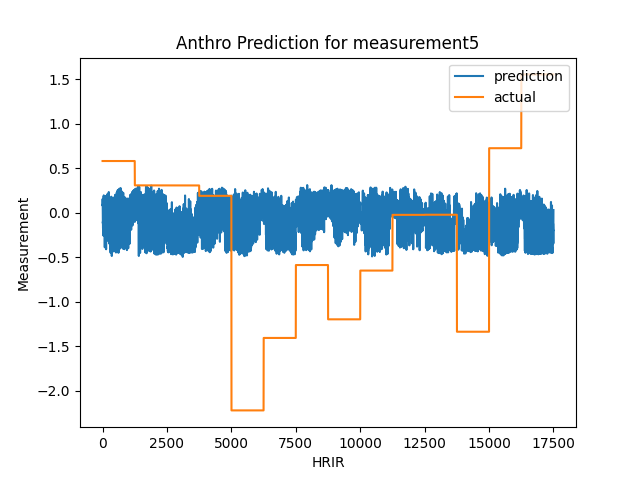 Anthro Prediction for measurement5
prediction
actual
1.5
1.0
0.5
0.0
−0.5
−1.0
−1.5
−2.0
Measurement
0 2500 5000 7500 10000 12500 15000 17500
HRIR